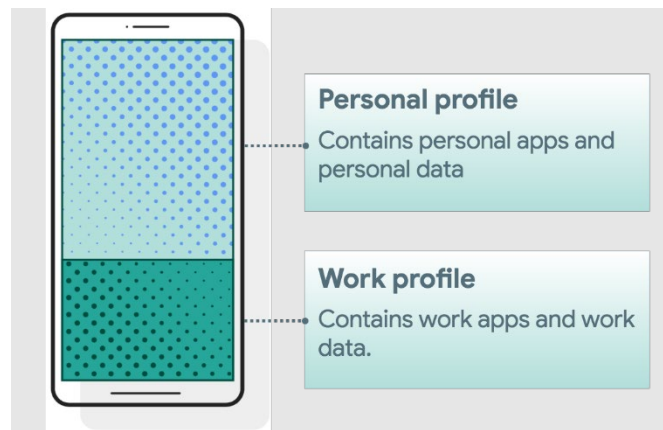 Personal profile
Contains personal apps and
personal data
Work profile
Contains work apps and work
data.